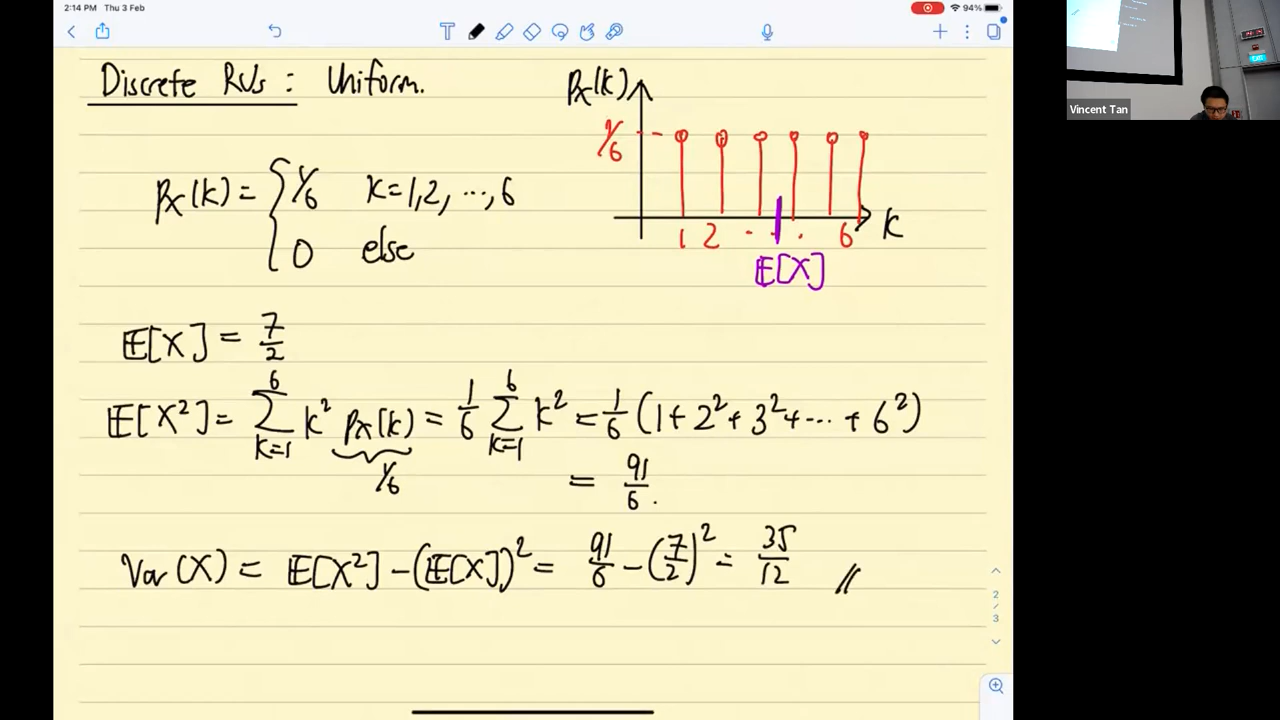 2:14 PM Thu 3 Feb
94%
Discrete RVs : Uniform.
Pₓ(k)
1/6
1 2 · · · 6
k
E[X]
Pₓ(k) = { 1/6 k=1,2, ..., 6
0 else
E[X] = 7/2
E[X²] = ∑_{k=1}^{6} k² Pₓ(k) = 1/6 ∑_{k=1}^{6} k² = 1/6 (1 + 2² + 3² + ... + 6²)
1/6
= 91/6.
Var(X) = E[X²] - (E[X])² = 91/6 - (7/2)² = 35/12 //
2
/
3
Vincent Tan
EXIT